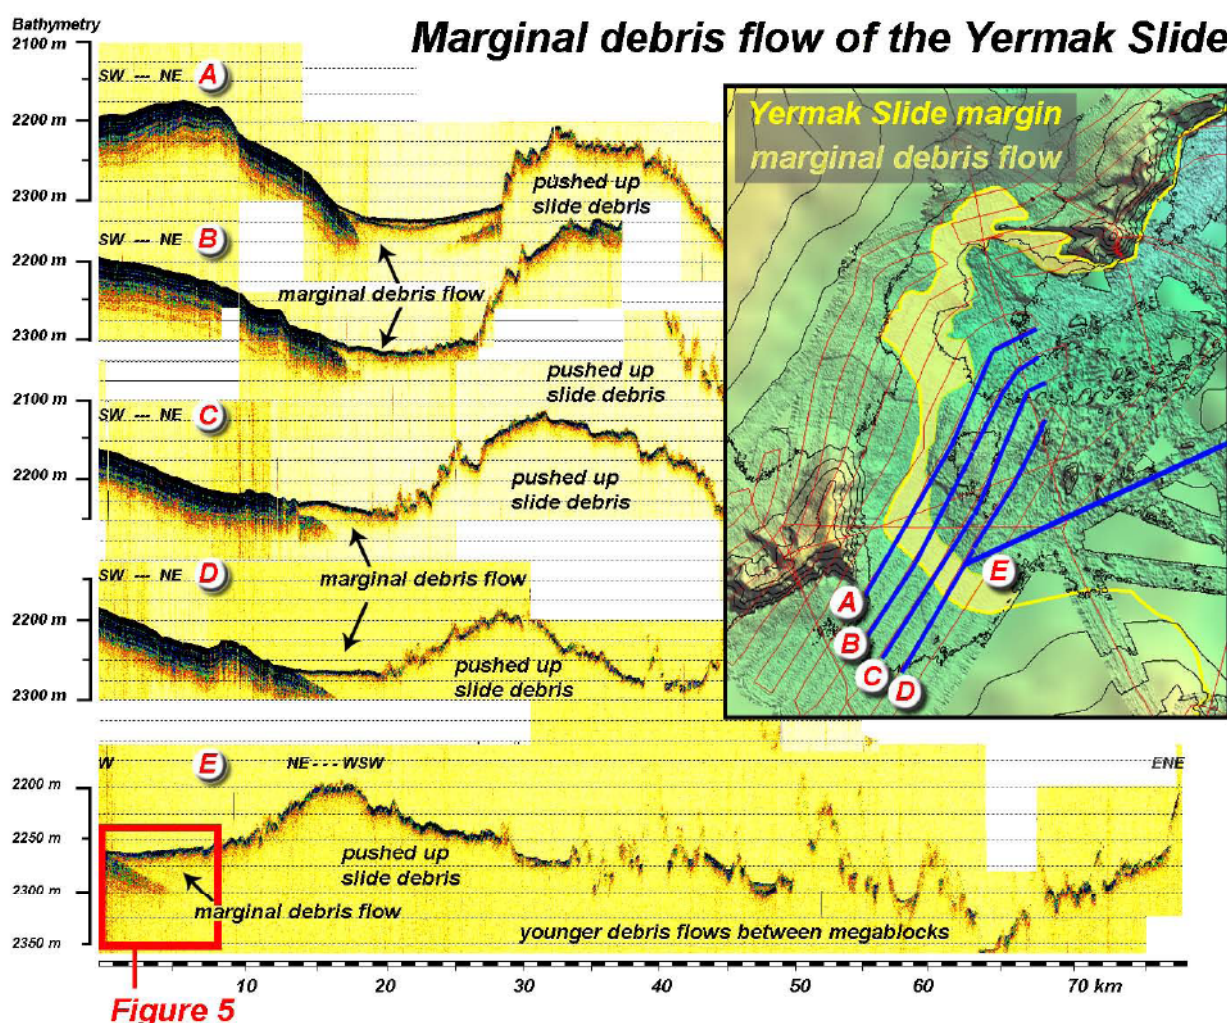 Bathymetry
Marginal debris flow of the Yermak Slide
2100 m
SW --- NE A
2200 m
pushed up
slide debris
2300 m
SW --- NE B
2200 m
marginal debris flow
2300 m
pushed up
slide debris
2100 m
SW --- NE C
2200 m
pushed up
slide debris
marginal debris flow
SW --- NE D
2200 m
pushed up
slide debris
2300 m
Yermak Slide margin
marginal debris flow
A
B
C
D
E
W E NE --- WSW ENE
2200 m
2250 m
pushed up
slide debris
2300 m
marginal debris flow
younger debris flows between megablocks
2350 m
10 20 30 40 50 60 70 km
Figure 5